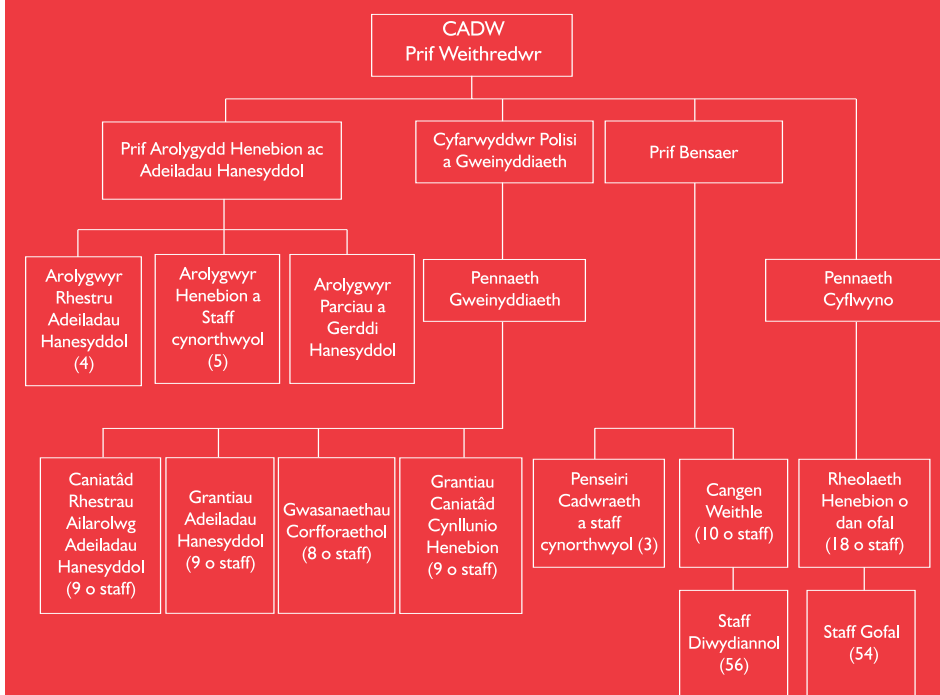 CADW
Prif Weithredwr
Prif Arolygydd Henebion ac
Adeiladau Hanesyddol
Cyfarwyddwr Polisi
a Gweinyddiaeth
Prif Bensaer
Arolygwyr
Rhestru
Adeiladau
Hanesyddol
(4)
Arolygwyr
Henebion a
Staff
cynorthwyol
(5)
Arolygwyr
Parciau a
Gerddi
Hanesyddol
Pennaeth
Gweinyddiaeth
Pennaeth
Cyflwyno
Caniatâd
Rhestrau
Ailarolwg
Adeiladau
Hanesyddol
(9 o staff)
Grantiau
Adeiladau
Hanesyddol
(9 o staff)
Gwasanaethau
Corfforaethol
(8 o staff)
Grantiau
Caniatâd
Cynllunio
Henebion
(9 o staff)
Penseiri
Cadwraeth
a staff
cynorthwyol (3)
Cangen
Weithle
(10 o staff)
Rheolaeth
Henebion o
dan ofal
(18 o staff)
Staff
Diwydiannol
(56)
Staff Gofal
(54)